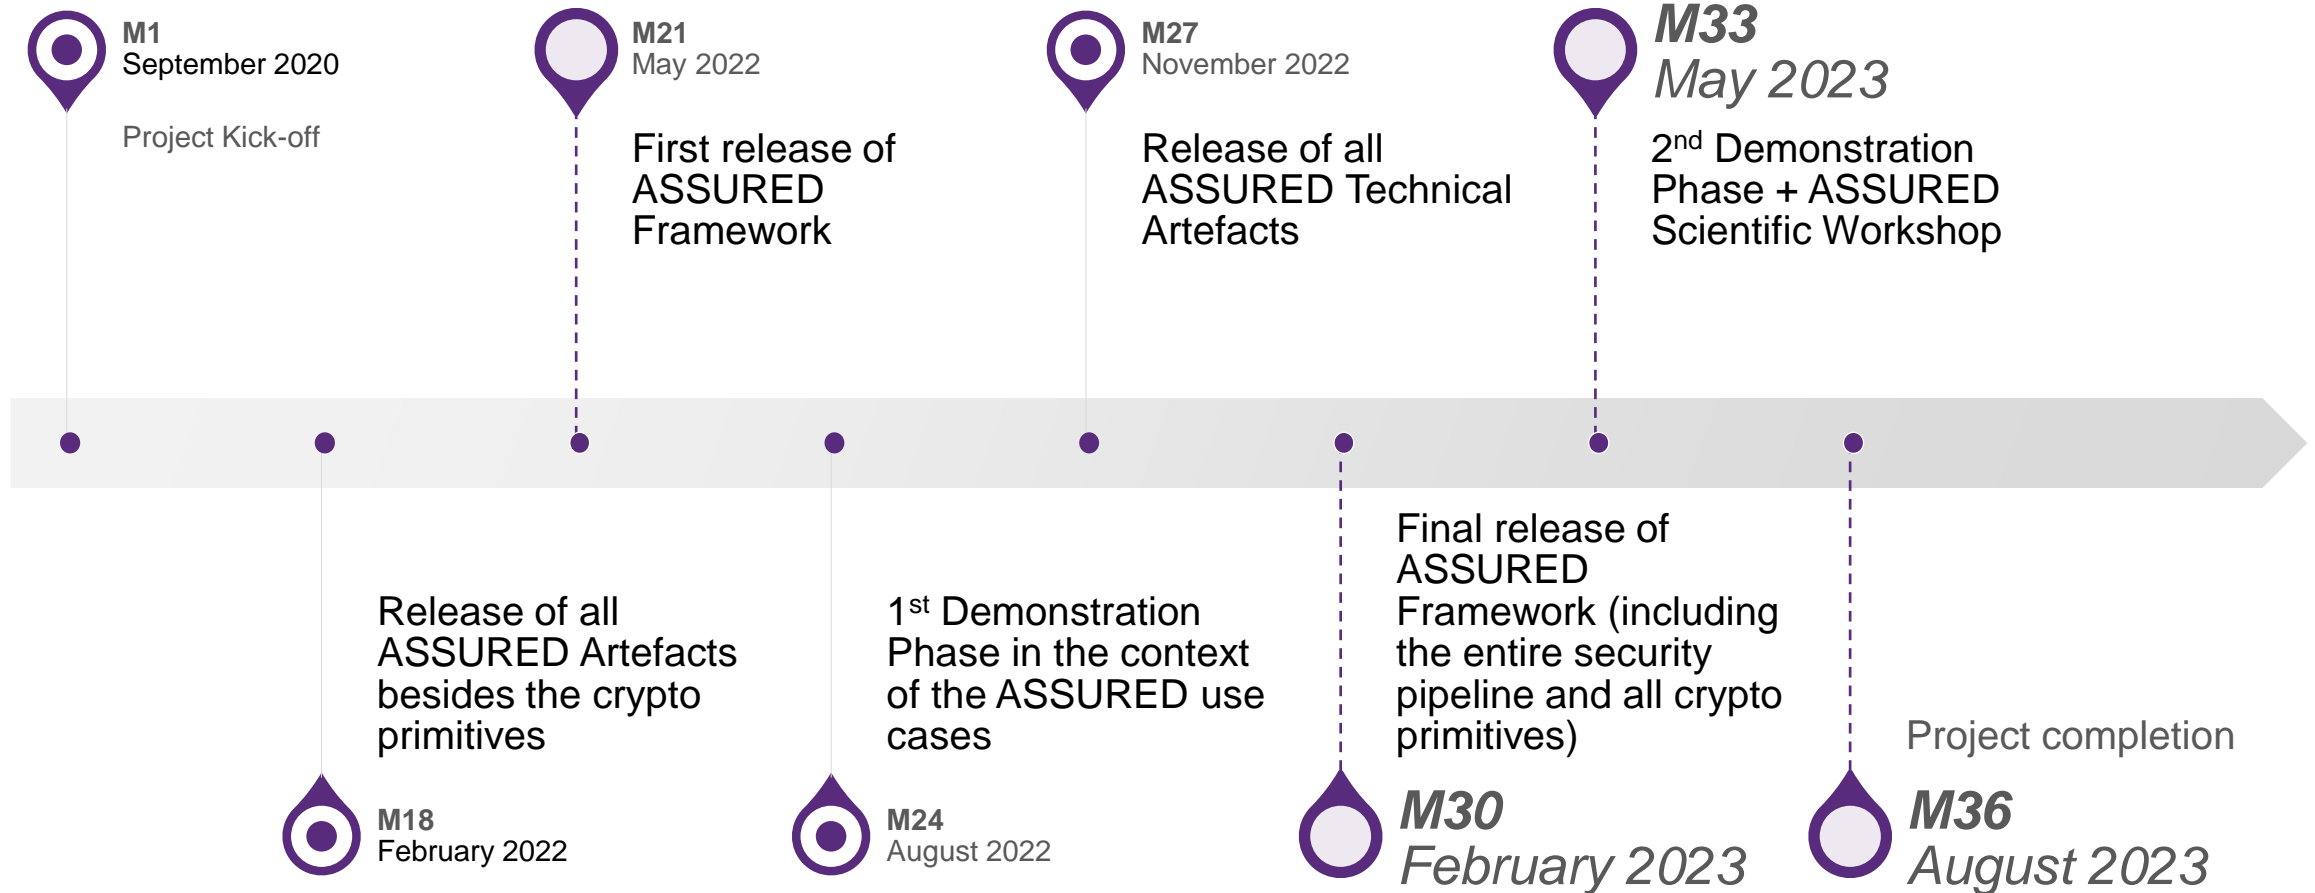 M1
September 2020
Project Kick-off
M21
May 2022
First release of
ASSURED
Framework
M27
November 2022
Release of all
ASSURED Technical
Artefacts
M33
May 2023
2nd Demonstration
Phase + ASSURED
Scientific Workshop
Release of all
ASSURED Artefacts
besides the crypto
primitives
M18
February 2022
1st Demonstration
Phase in the context
of the ASSURED use
cases
M24
August 2022
Final release of
ASSURED
Framework (including
the entire security
pipeline and all crypto
primitives)
M30
February 2023
Project completion
M36
August 2023